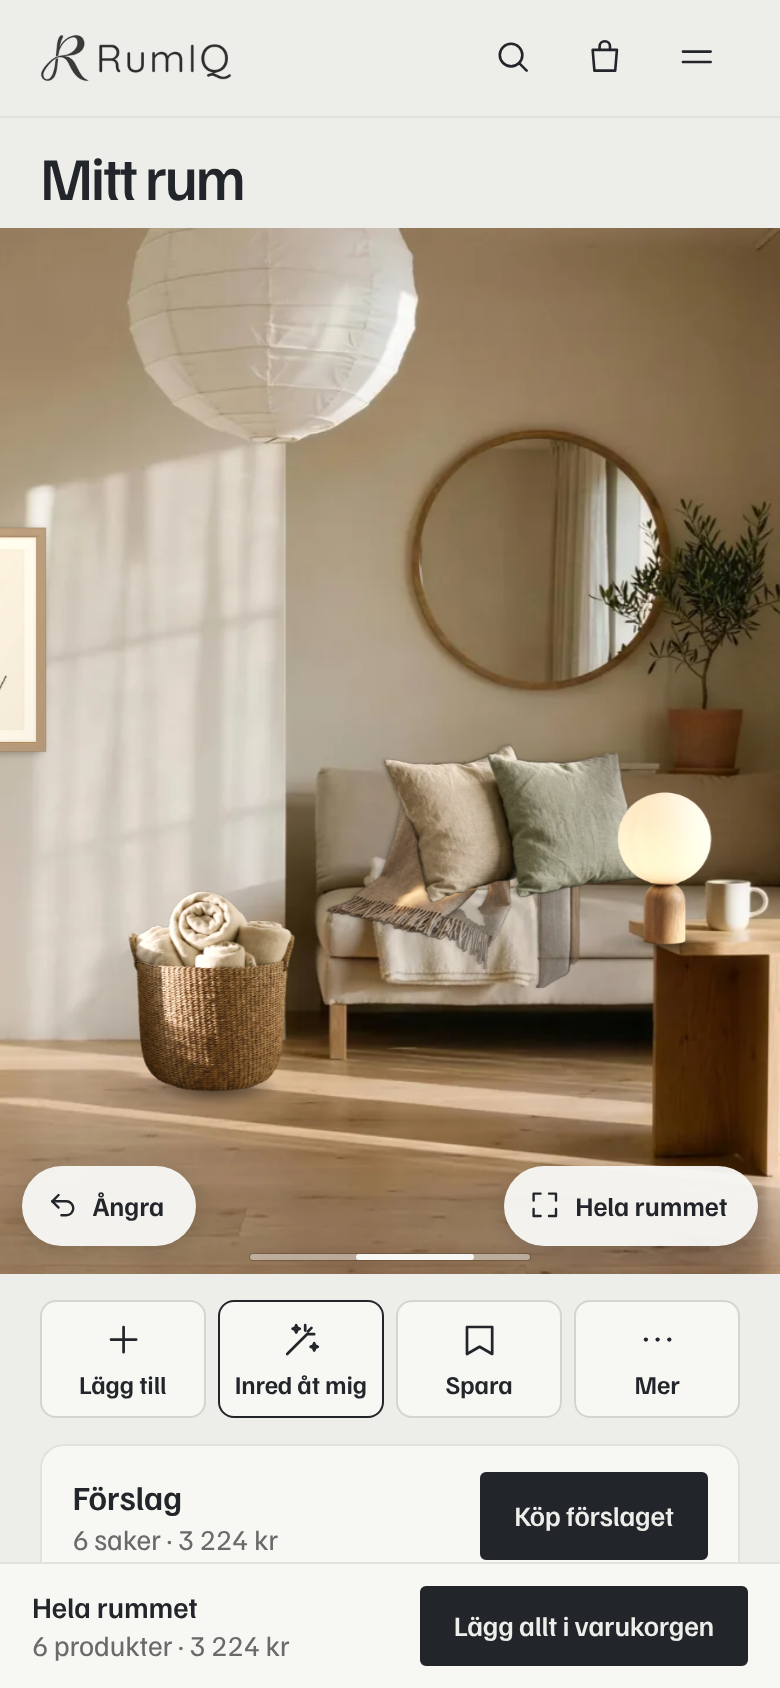 RumIQ
Mitt rum
Ångra
Hela rummet
Lägg till
Inred åt mig
Spara
Mer
Förslag
6 saker · 3 224 kr
Köp förslaget
Hela rummet
6 produkter · 3 224 kr
Lägg allt i varukorgen